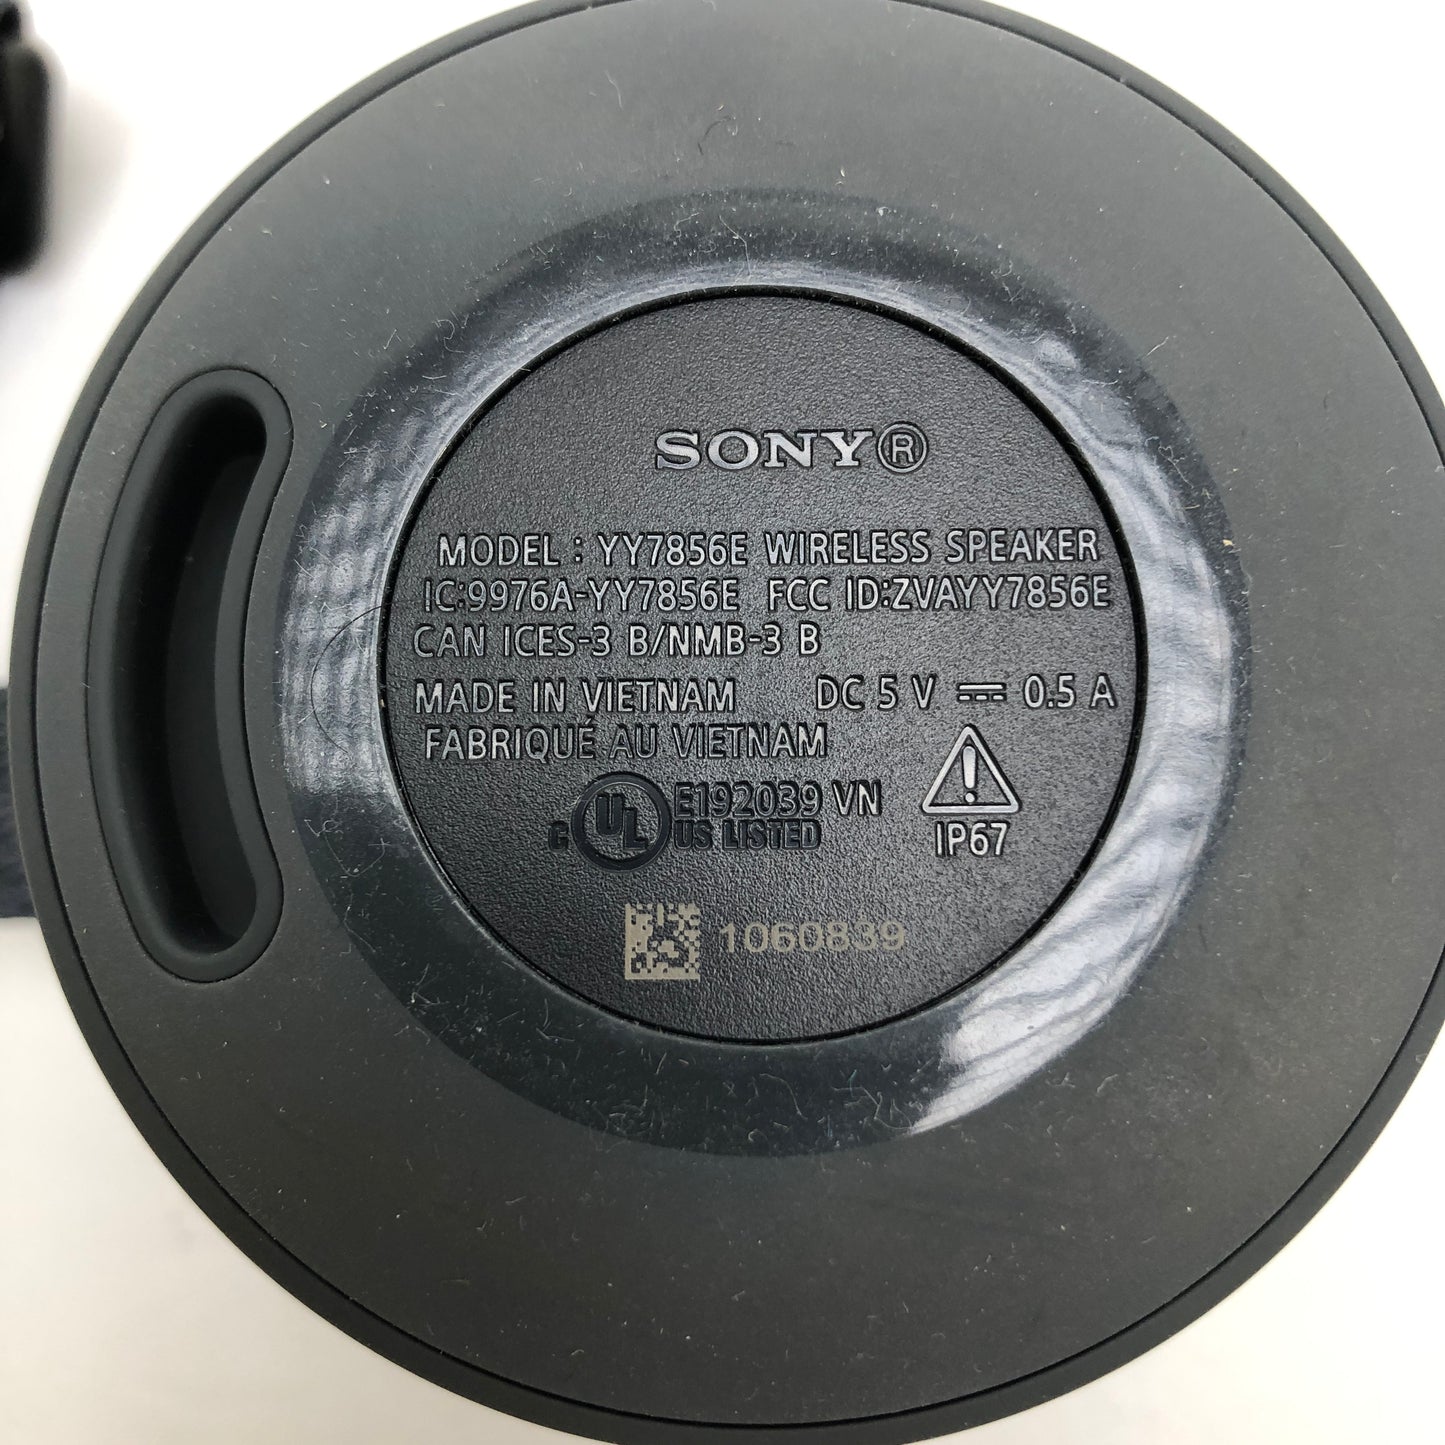 SONY®
MODEL : YY7856E WIRELESS SPEAKER
IC:9976A-YY7856E FCC ID:ZVAYY7856E
CAN ICES-3 B/NMB-3 B
MADE IN VIETNAM DC 5 V ⎓ 0.5 A
FABRIQUÉ AU VIETNAM
C UL E192039 VN
US LISTED
IP67
1060839